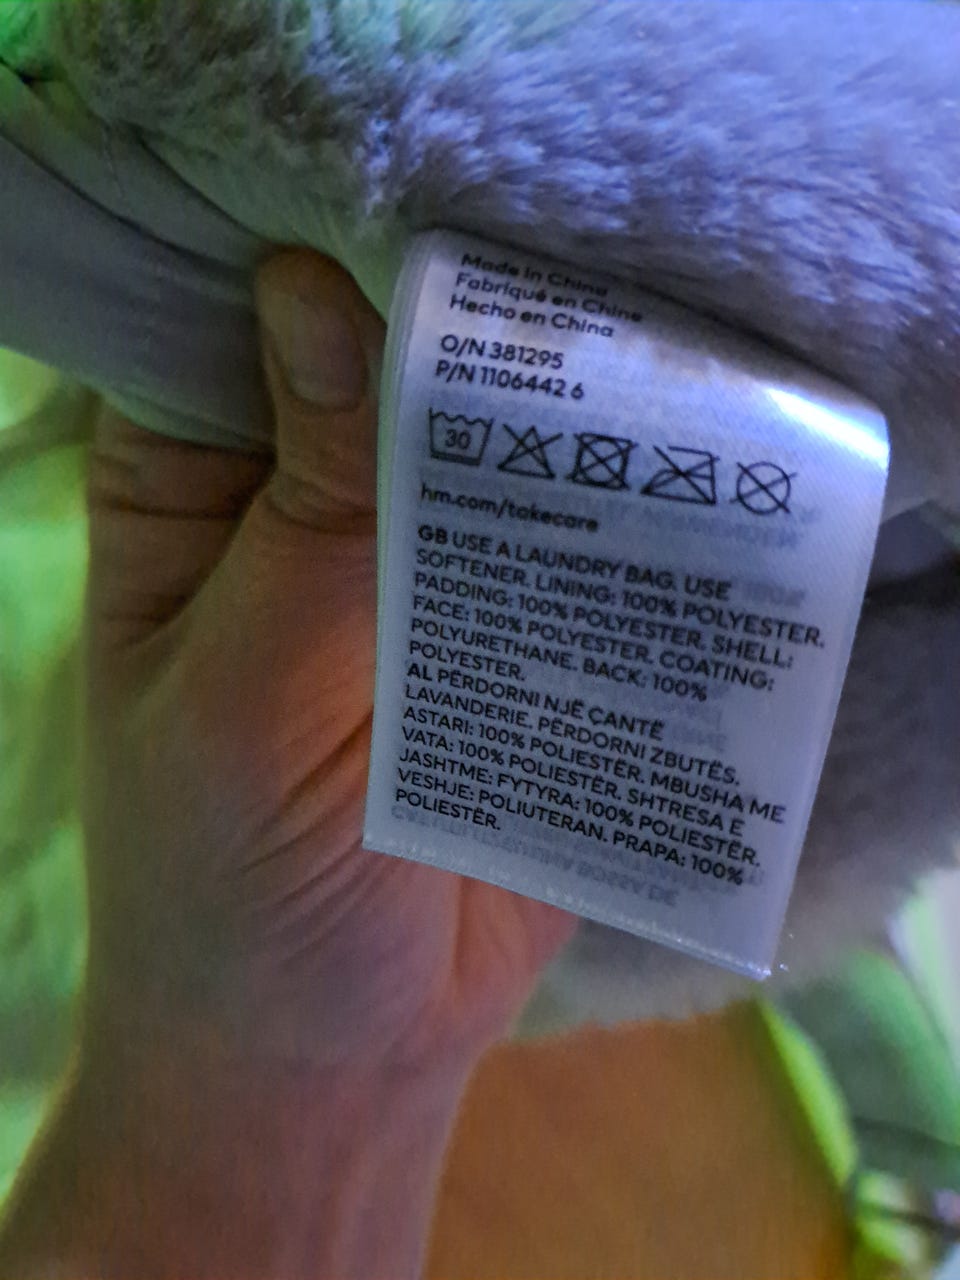 Made in China
Fabriqué en Chine
Hecho en China
O/N 381295
P/N 11064426
30
hm.com/takecare
GB USE A LAUNDRY BAG. USE
SOFTENER. LINING: 100% POLYESTER.
PADDING: 100% POLYESTER. SHELL:
FACE: 100% POLYESTER. COATING:
POLYURETHANE. BACK: 100%
POLYESTER.
AL PËRDORNI NJË ÇANTË
LAVANDERIE. PËRDORNI ZBUTËS.
ASTARI: 100% POLIESTËR. MBUSHA ME
VATA: 100% POLIESTËR. SHTRESA E
JASHTME: FYTYRA: 100% POLIESTËR.
VESHJE: POLIUTERAN. PRAPA: 100%
POLIESTËR.